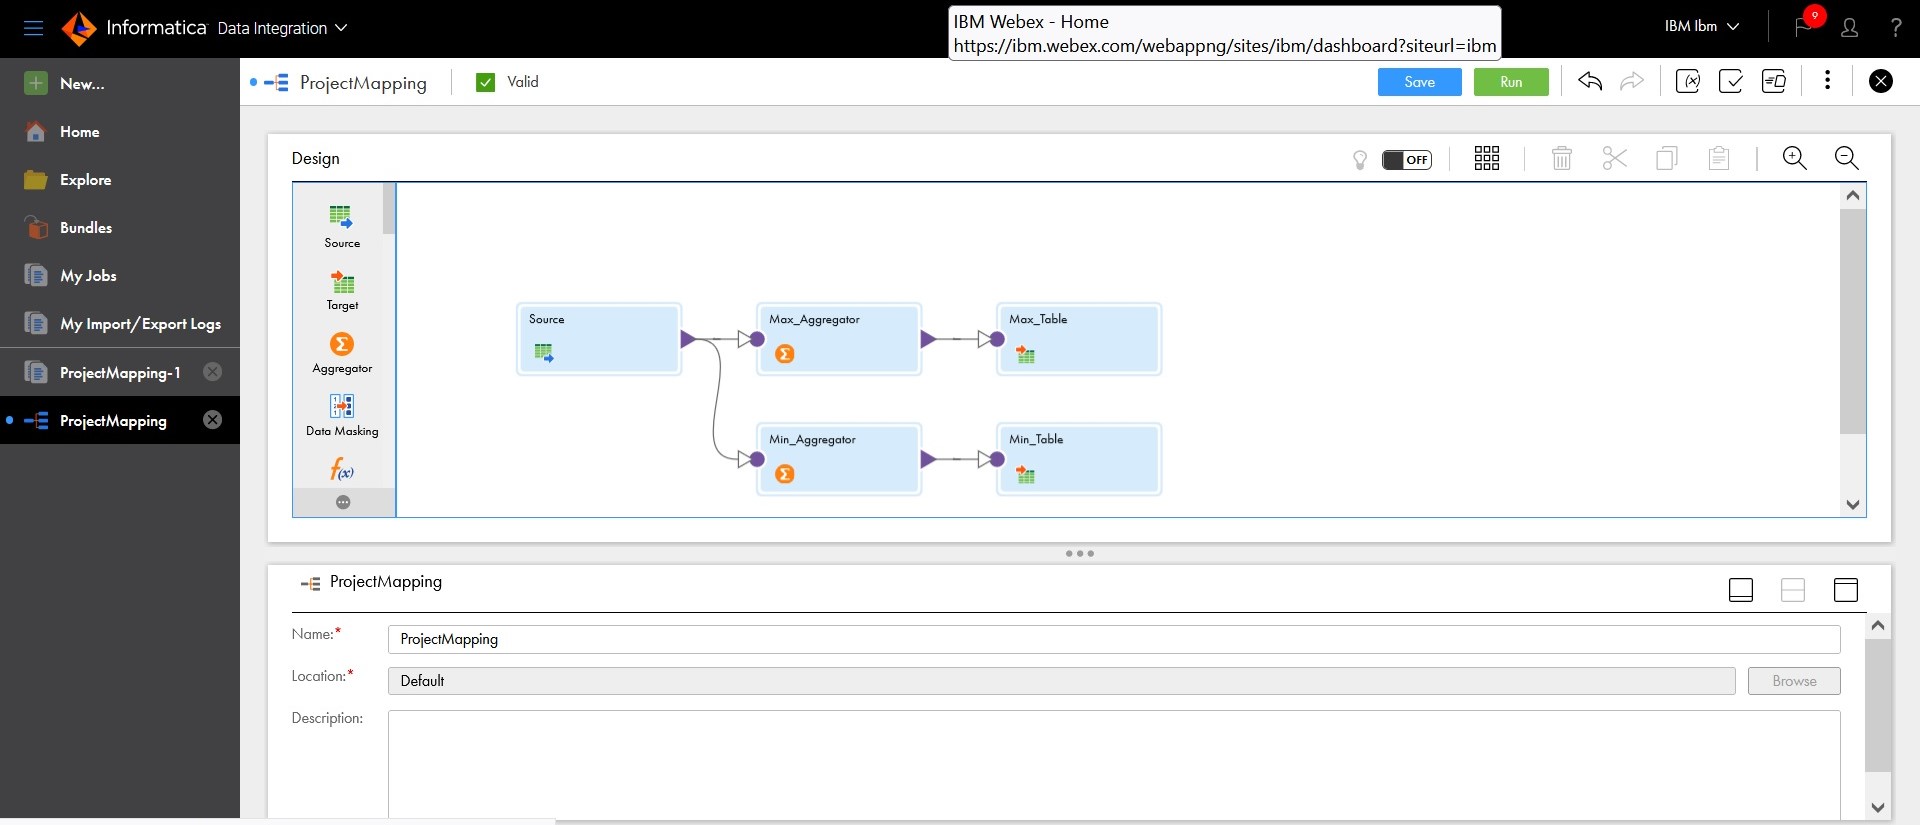 Informatica Data Integration
IBM Webex - Home
https://ibm.webex.com/webappng/sites/ibm/dashboard?siteurl=ibm
IBM Ibm
9
?
New...
Home
Explore
Bundles
My Jobs
My Import/Export Logs
ProjectMapping-1
ProjectMapping
ProjectMapping
Valid
Save
Run
Design
OFF
Source
Target
Aggregator
Data Masking
f(x)
Source
Max_Aggregator
Max_Table
Min_Aggregator
Min_Table
ProjectMapping
Name:*
ProjectMapping
Location:*
Default
Browse
Description: